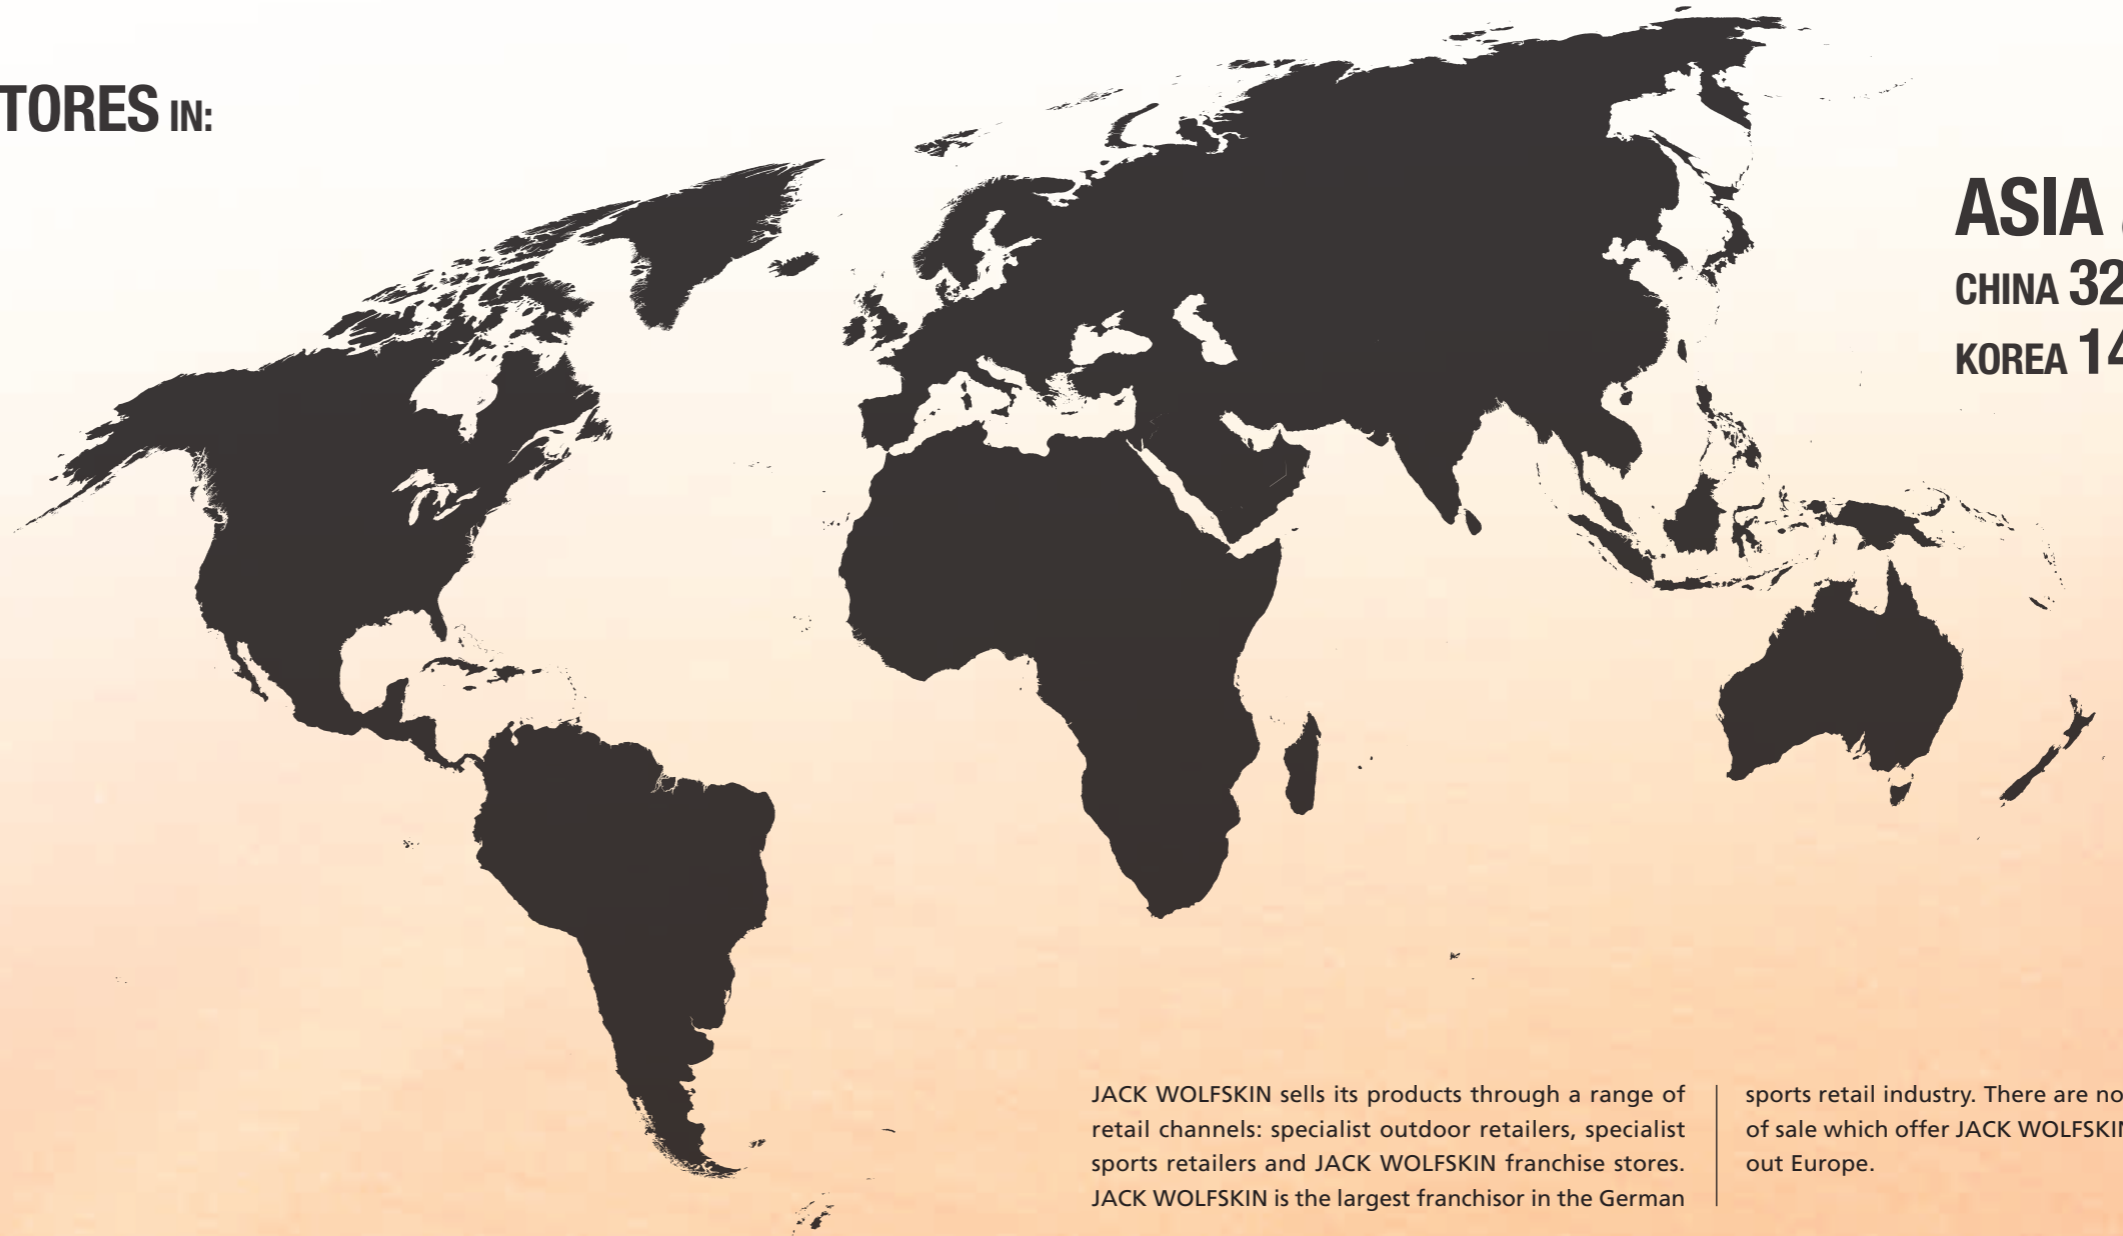 TORES IN:
ASIA
CHINA 32
KOREA 14
JACK WOLFSKIN sells its products through a range of
retail channels: specialist outdoor retailers, specialist
sports retailers and JACK WOLFSKIN franchise stores.
JACK WOLFSKIN is the largest franchisor in the German
sports retail industry. There are no
of sale which offer JACK WOLFSKIN
out Europe.